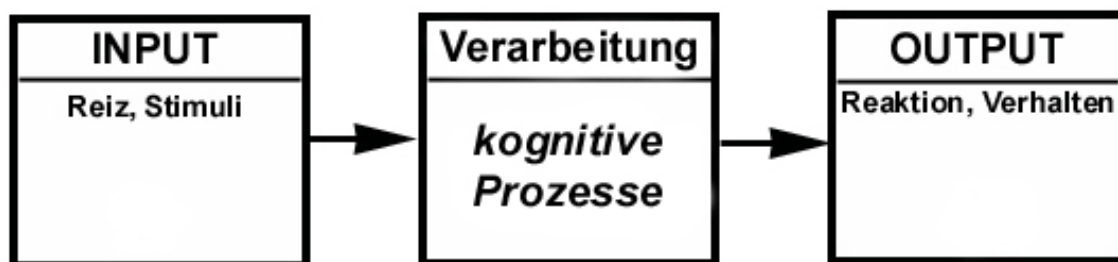 INPUT
Reiz, Stimuli
Verarbeitung
kognitive
Prozesse
OUTPUT
Reaktion, Verhalten